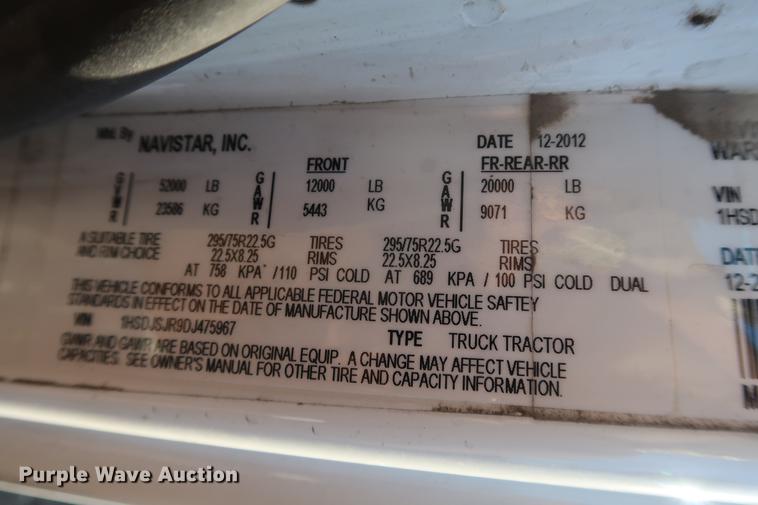 Mfd. By NAVISTAR, INC. DATE 12-2012
FRONT FR-REAR-RR
GVWR 52000 LB GAWR 12000 LB GAWR 20000 LB
23586 KG 5443 KG 9071 KG
A SUITABLE TIRE 295/75R22.5G TIRES 295/75R22.5G TIRES
AND RIM CHOICE 22.5X8.25 RIMS 22.5X8.25 RIMS
AT 758 KPA /110 PSI COLD AT 689 KPA / 100 PSI COLD DUAL
THIS VEHICLE CONFORMS TO ALL APPLICABLE FEDERAL MOTOR VEHICLE SAFTEY
STANDARDS IN EFFECT ON THE DATE OF MANUFACTURE SHOWN ABOVE.
VIN 1HSDJSJR9DJ475967 TYPE TRUCK TRACTOR
GVWR AND GAWR ARE BASED ON ORIGINAL EQUIP. A CHANGE MAY AFFECT VEHICLE
CAPACITIES. SEE OWNER'S MANUAL FOR OTHER TIRE AND CAPACITY INFORMATION.
VIN
1HSD
DAT
12-2
Purple Wave Auction